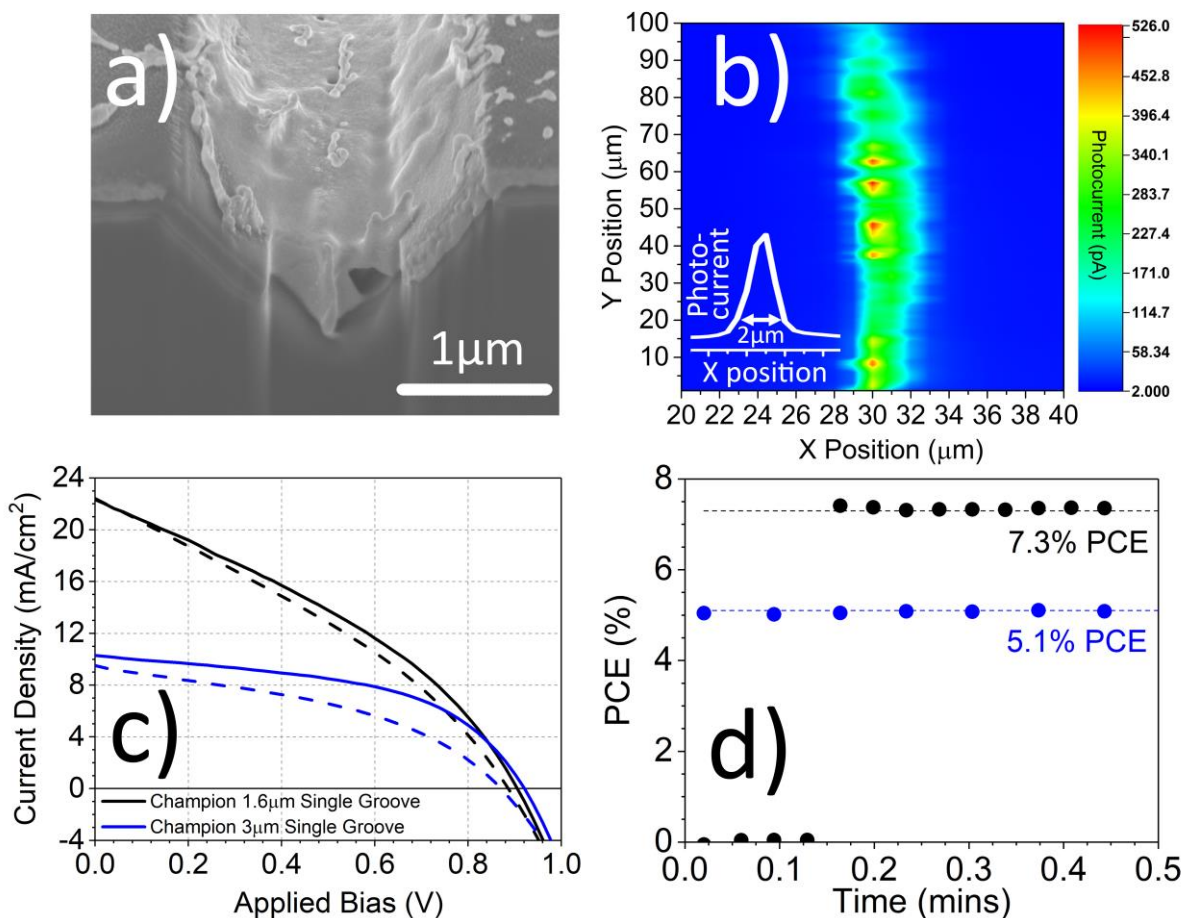 a)
1μm
b)
100
90
80
70
60
50
40
30
20
10
Y Position (μm)
20 22 24 26 28 30 32 34 36 38 40
X Position (μm)
Photo-
current
2μm
X position
526.0
452.8
396.4
340.1
283.7
227.4
171.0
58.34
2.000
Photocurrent (pA)
c)
24
20
16
12
8
4
0
-4
Current Density (mA/cm²)
Champion 1.6μm Single Groove
Champion 3μm Single Groove
0.0 0.2 0.4 0.6 0.8 1.0
Applied Bias (V)
d)
8
6
4
2
0
PCE (%)
7.3% PCE
5.1% PCE
0.0 0.1 0.2 0.3 0.4 0.5
Time (mins)